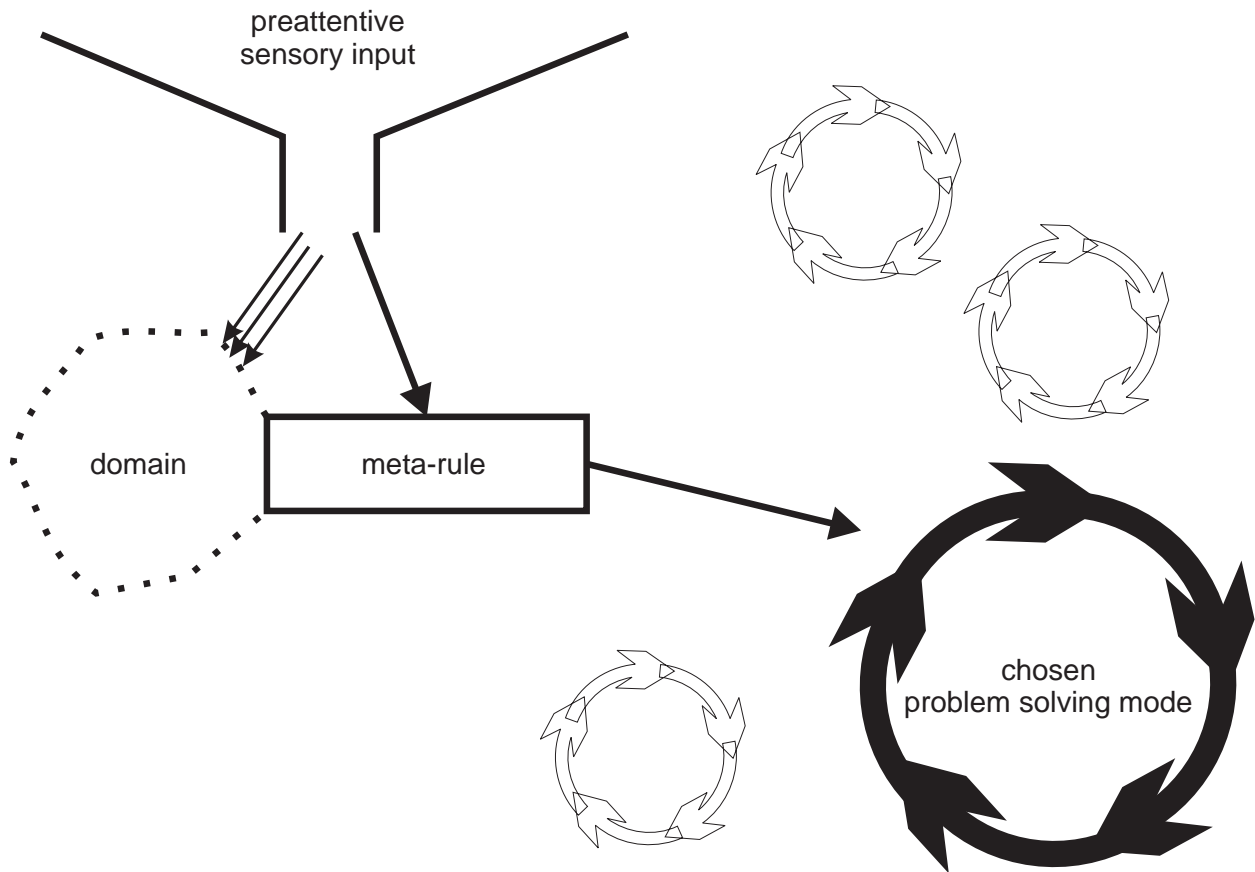 preattentive
sensory input
domain
meta-rule
chosen
problem solving mode